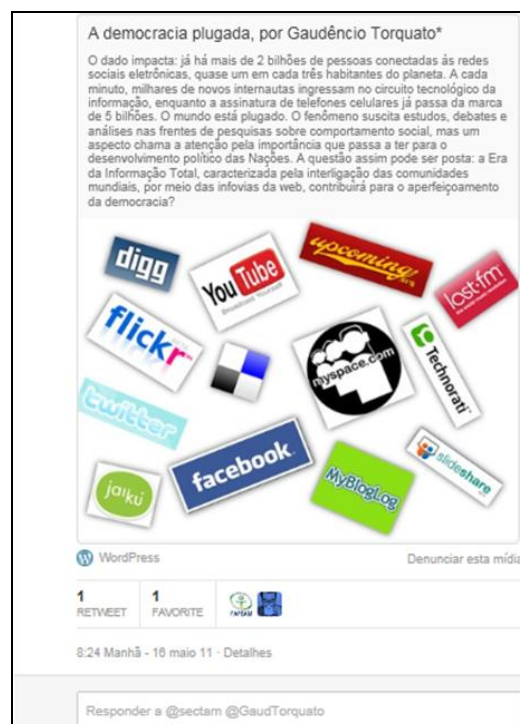 A democracia plugada, por Gaudêncio Torquato*
O dado impacta: já há mais de 2 bilhões de pessoas conectadas às redes
sociais eletrônicas, quase um em cada três habitantes do planeta. A cada
minuto, milhares de novos internautas ingressam no circuito tecnológico da
informação, enquanto a assinatura de telefones celulares já passa da marca
de 5 bilhões. O mundo está plugado. O fenômeno suscita estudos, debates e
análises nas frentes de pesquisas sobre comportamento social, mas um
aspecto chama a atenção pela importância que passa a ter para o
desenvolvimento político das Nações. A questão assim pode ser posta: a Era
da Informação Total, caracterizada pela interligação das comunidades
mundiais, por meio das infovias da web, contribuirá para o aperfeiçoamento
da democracia?
digg
YouTube
Broadcast Yourself
upcoming
last.fm
flickr
myspace.com
Technorati
twitter
facebook
MyBlogLog
slideshare
jaiku
WordPress
Denunciar esta mídia
1
RETWEET
1
FAVORITE
8:24 Manhã - 16 maio 11 · Detalhes
Responder a @sectam @GaudTorquato